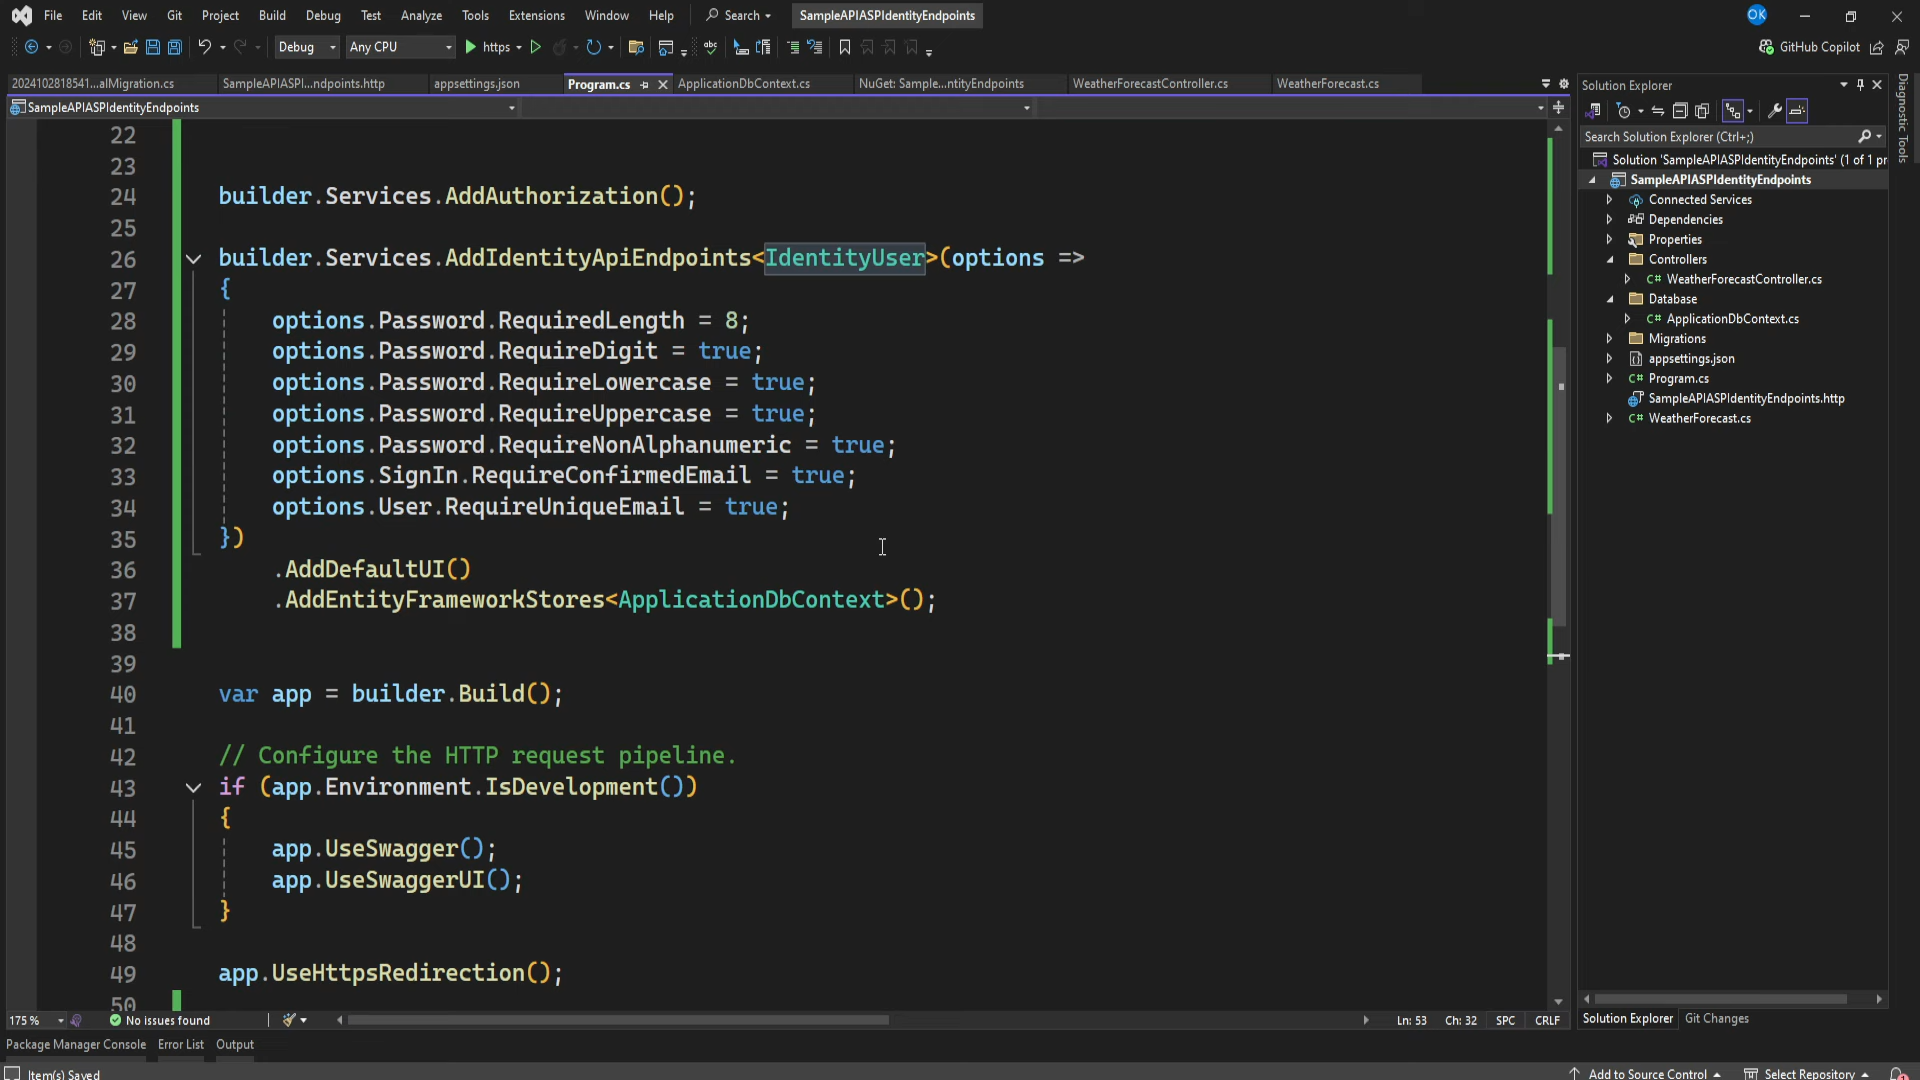 File Edit View Git Project Build Debug Test Analyze Tools Extensions Window Help Search SampleAPIASPIdentityEndpoints OK
Debug Any CPU https GitHub Copilot
2024102818541...alMigration.cs SampleAPIASPI...ndpoints.http appsettings.json Program.cs ApplicationDbContext.cs NuGet: Sample...ntityEndpoints WeatherForecastController.cs WeatherForecast.cs
SampleAPIASPIdentityEndpoints
22
23
24 builder.Services.AddAuthorization();
25
26 builder.Services.AddIdentityApiEndpoints<IdentityUser>(options =>
27 {
28 options.Password.RequiredLength = 8;
29 options.Password.RequireDigit = true;
30 options.Password.RequireLowercase = true;
31 options.Password.RequireUppercase = true;
32 options.Password.RequireNonAlphanumeric = true;
33 options.SignIn.RequireConfirmedEmail = true;
34 options.User.RequireUniqueEmail = true;
35 })
36 .AddDefaultUI()
37 .AddEntityFrameworkStores<ApplicationDbContext>();
38
39
40 var app = builder.Build();
41
42 // Configure the HTTP request pipeline.
43 if (app.Environment.IsDevelopment())
44 {
45 app.UseSwagger();
46 app.UseSwaggerUI();
47 }
48
49 app.UseHttpsRedirection();
50
175 % No issues found Ln: 53 Ch: 32 SPC CRLF
Package Manager Console Error List Output
Item(s) Saved
Solution Explorer
Search Solution Explorer (Ctrl+;)
Solution 'SampleAPIASPIdentityEndpoints' (1 of 1 pr
SampleAPIASPIdentityEndpoints
Connected Services
Dependencies
Properties
Controllers
C# WeatherForecastController.cs
Database
C# ApplicationDbContext.cs
Migrations
appsettings.json
C# Program.cs
SampleAPIASPIdentityEndpoints.http
C# WeatherForecast.cs
Solution Explorer Git Changes
Diagnostic Tools
Add to Source Control Select Repository